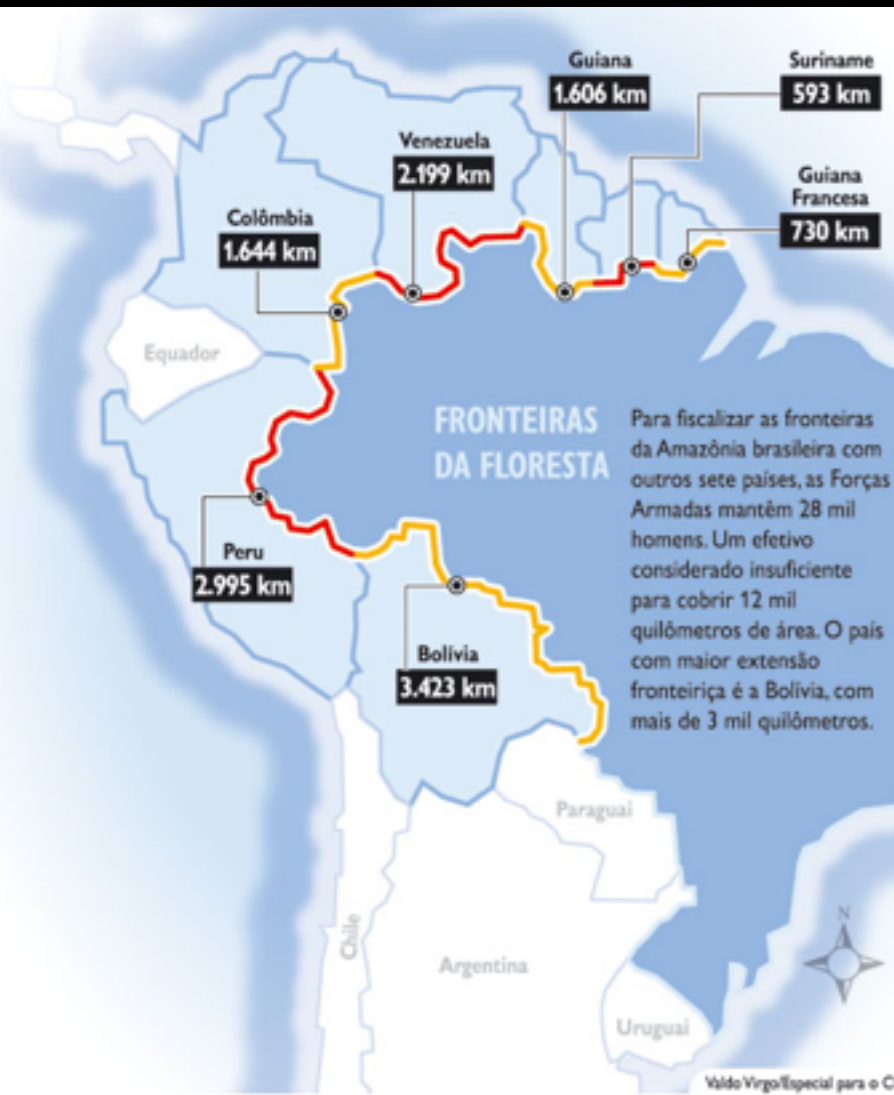 Guiana
1.606 km
Suriname
593 km
Venezuela
2.199 km
Guiana
Francesa
730 km
Colômbia
1.644 km
Equador
FRONTEIRAS
DA FLORESTA
Para fiscalizar as fronteiras
da Amazônia brasileira com
outros sete países, as Forças
Armadas mantêm 28 mil
homens. Um efetivo
considerado insuficiente
para cobrir 12 mil
quilômetros de área. O país
com maior extensão
fronteiriça é a Bolívia, com
mais de 3 mil quilômetros.
Peru
2.995 km
Bolívia
3.423 km
Paraguai
Chile
Argentina
N
Uruguai
Valdo Virgo/Especial para o C